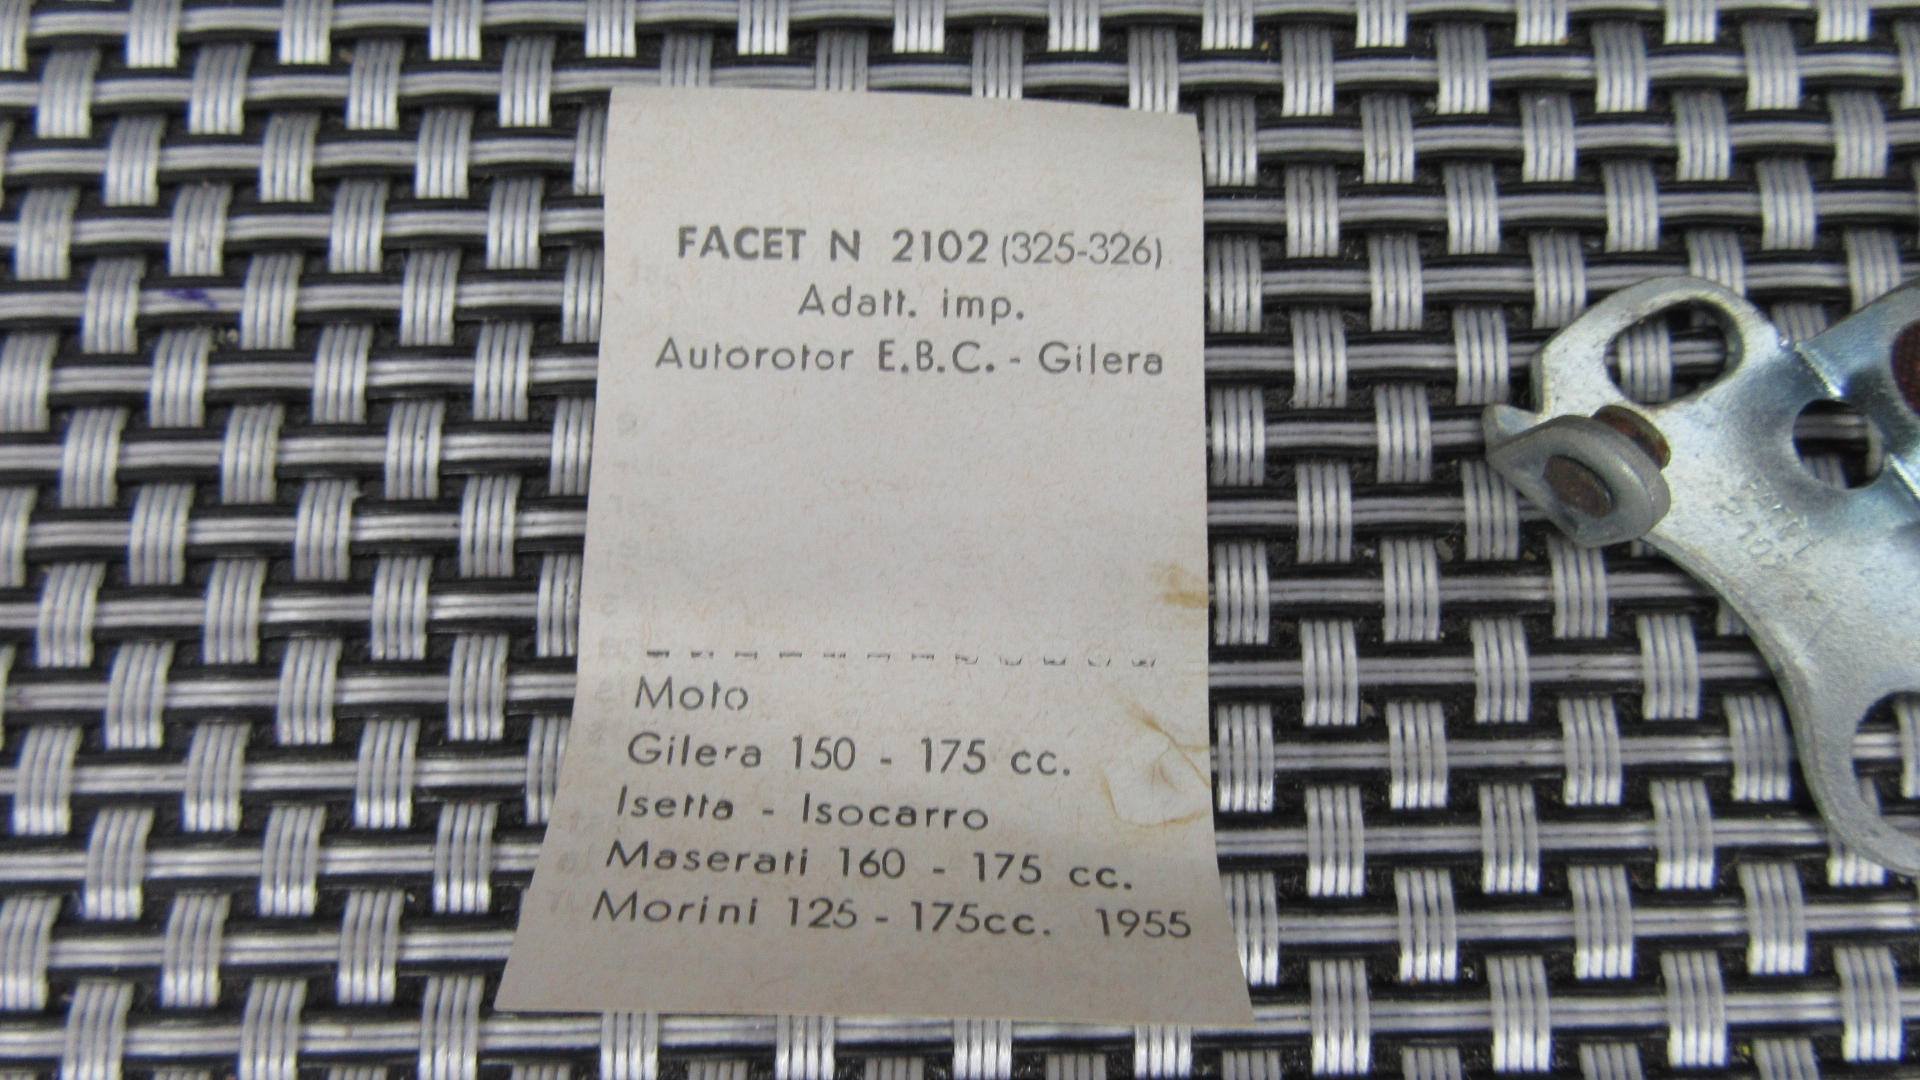 FACET N 2102 (325-326)
Adatt. imp.
Autorotor E.B.C. - Gilera
Moto
Gilera 150 - 175 cc.
Isetta - Isocarro
Maserati 160 - 175 cc.
Morini 125 - 175cc. 1955